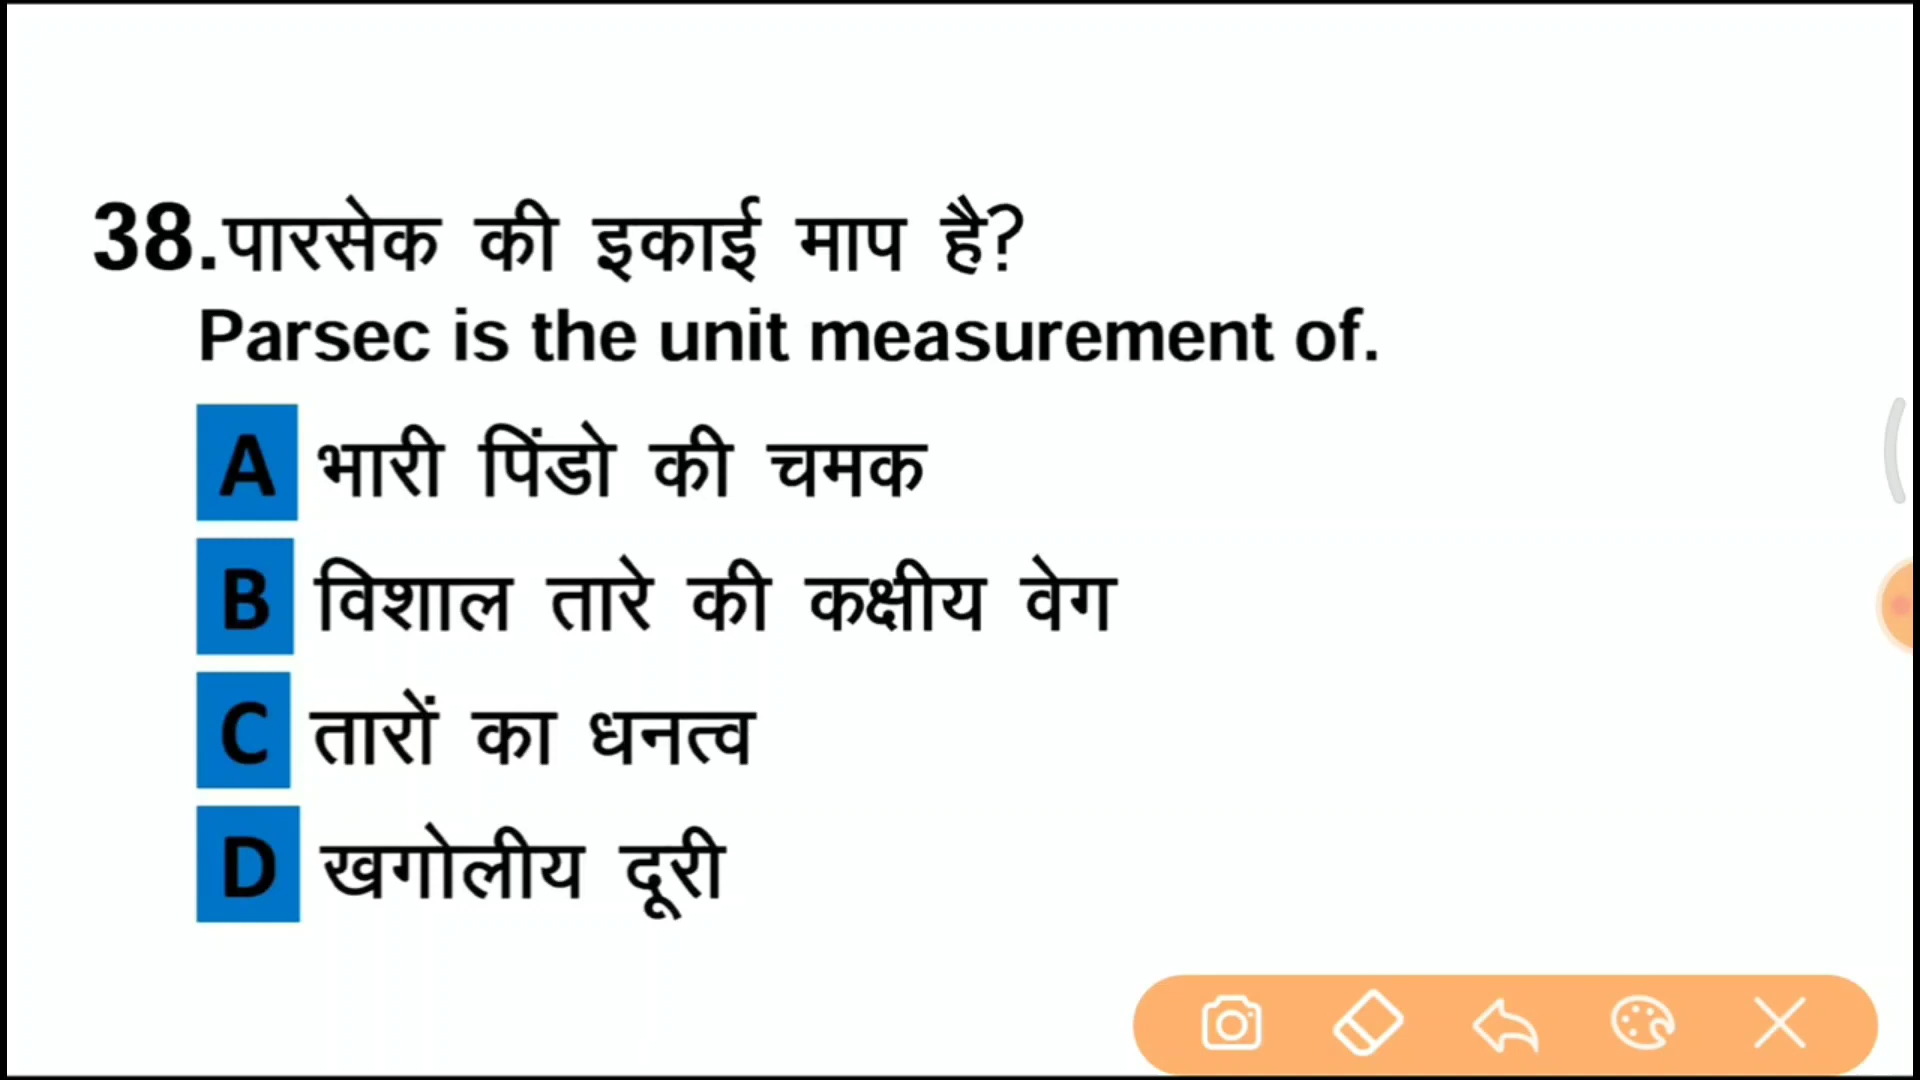 38.पारसेक की इकाई माप है?
Parsec is the unit measurement of.
A भारी पिंडो की चमक
B विशाल तारे की कक्षीय वेग
C तारों का धनत्व
D खगोलीय दूरी